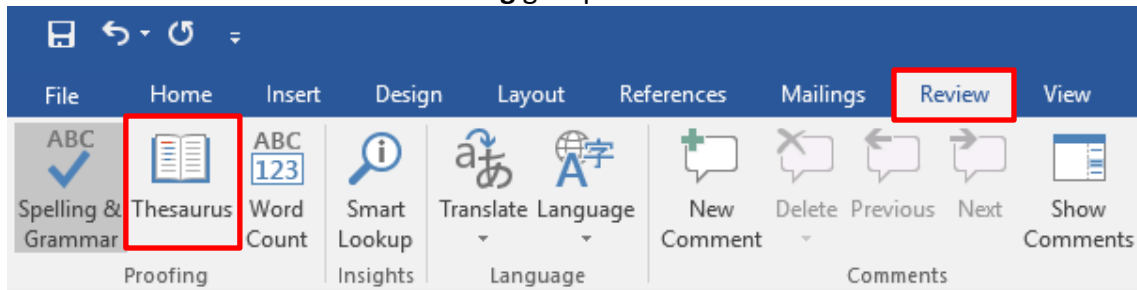 File Home Insert Design Layout References Mailings Review View
ABC
ABC
123
Spelling & Grammar
Thesaurus
Word Count
Smart Lookup
Translate
Language
New Comment
Delete
Previous
Next
Show Comments
Proofing
Insights
Language
Comments